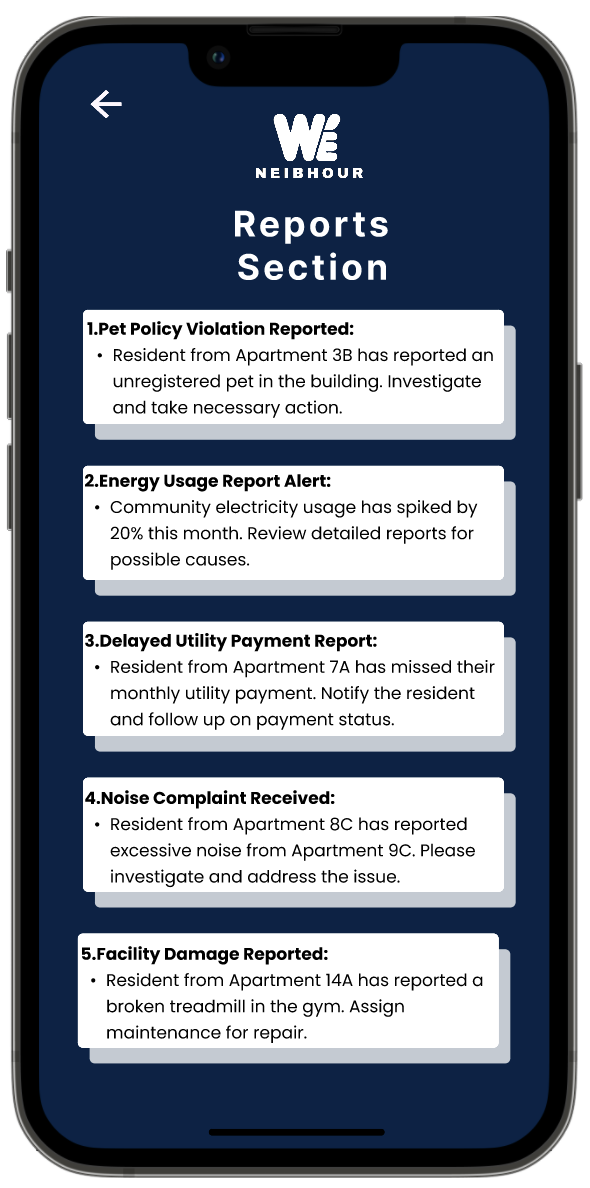 WE
NEIBHOUR
Reports
Section
1.Pet Policy Violation Reported:
• Resident from Apartment 3B has reported an
unregistered pet in the building. Investigate
and take necessary action.
2.Energy Usage Report Alert:
• Community electricity usage has spiked by
20% this month. Review detailed reports for
possible causes.
3.Delayed Utility Payment Report:
• Resident from Apartment 7A has missed their
monthly utility payment. Notify the resident
and follow up on payment status.
4.Noise Complaint Received:
• Resident from Apartment 8C has reported
excessive noise from Apartment 9C. Please
investigate and address the issue.
5.Facility Damage Reported:
• Resident from Apartment 14A has reported a
broken treadmill in the gym. Assign
maintenance for repair.